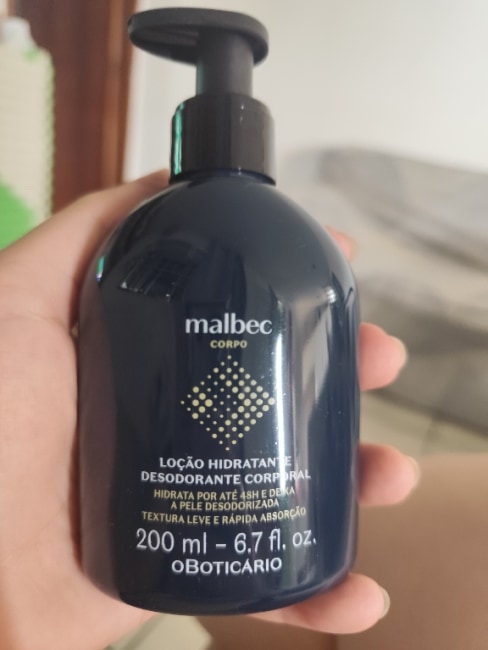 malbec
CORPO
LOÇÃO HIDRATANTE
DESODORANTE CORPORAL
HIDRATA POR ATÉ 48H E DEIXA
A PELE DESODORIZADA
TEXTURA LEVE E RÁPIDA ABSORÇÃO
200 ml – 6.7 fl. oz.
OBOTICÁRIO